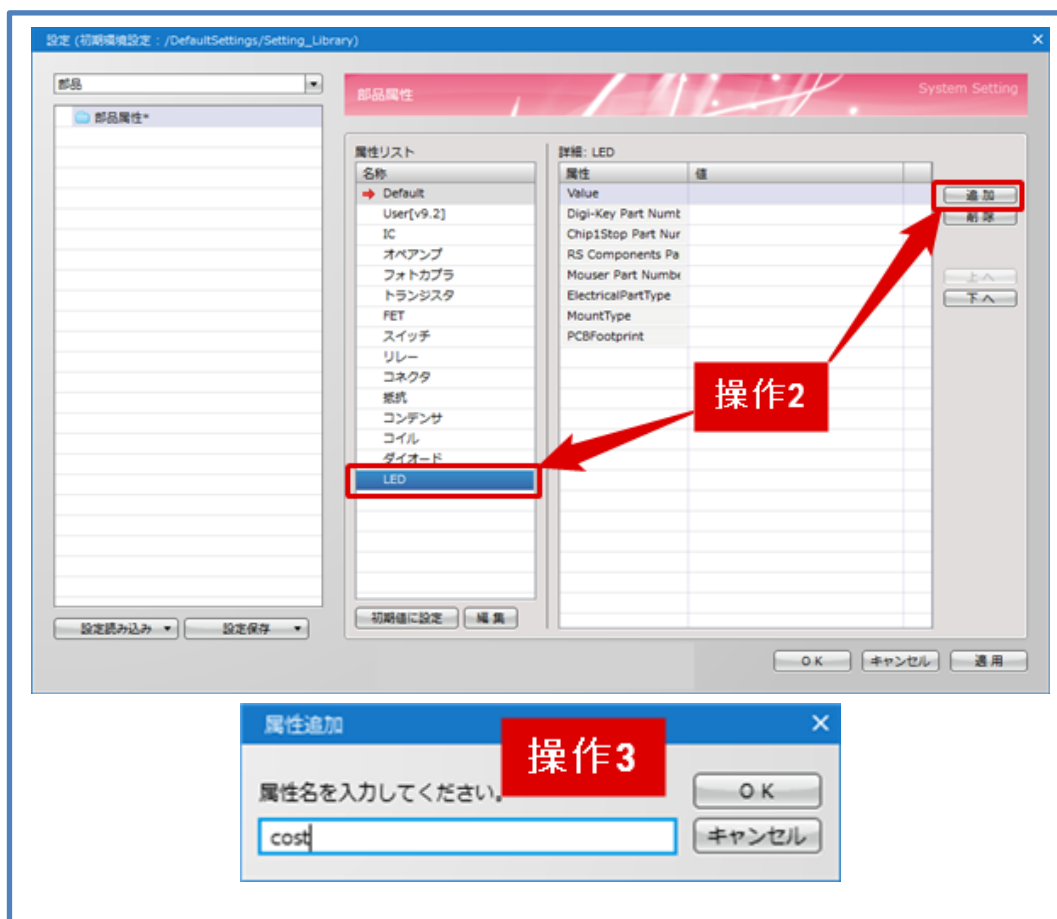 設定 (初期環境設定：/DefaultSettings/Setting_Library)
部品
部品属性*
部品属性
System Setting
属性リスト
名称
Default
User[v9.2]
IC
オペアンプ
フォトカプラ
トランジスタ
FET
スイッチ
リレー
コネクタ
抵抗
コンデンサ
コイル
ダイオード
LED
初期値に設定
編集
詳細: LED
属性 値
Value
Digi-Key Part Numb
Chip1Stop Part Nur
RS Components Pa
Mouser Part Numbe
ElectricalPartType
MountType
PCBFootprint
追加
削除
上へ
下へ
操作2
設定読み込み
設定保存
OK
キャンセル
適用
属性追加
操作3
属性名を入力してください。
cost
OK
キャンセル